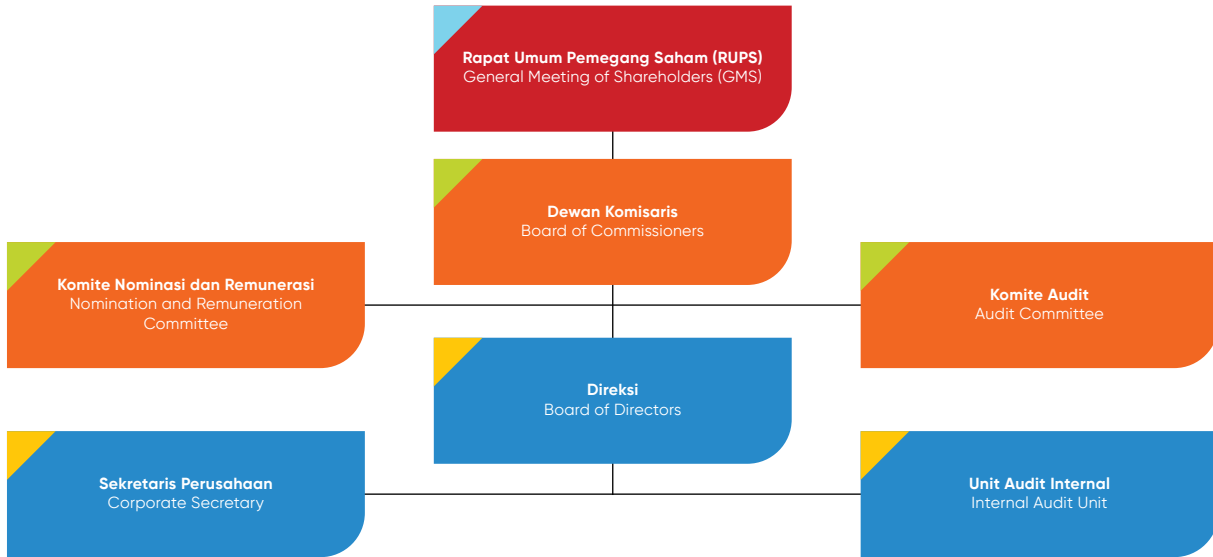 Rapat Umum Pemegang Saham (RUPS)
General Meeting of Shareholders (GMS)
Dewan Komisaris
Board of Commissioners
Komite Nominasi dan Remunerasi
Nomination and Remuneration
Committee
Komite Audit
Audit Committee
Direksi
Board of Directors
Sekretaris Perusahaan
Corporate Secretary
Unit Audit Internal
Internal Audit Unit